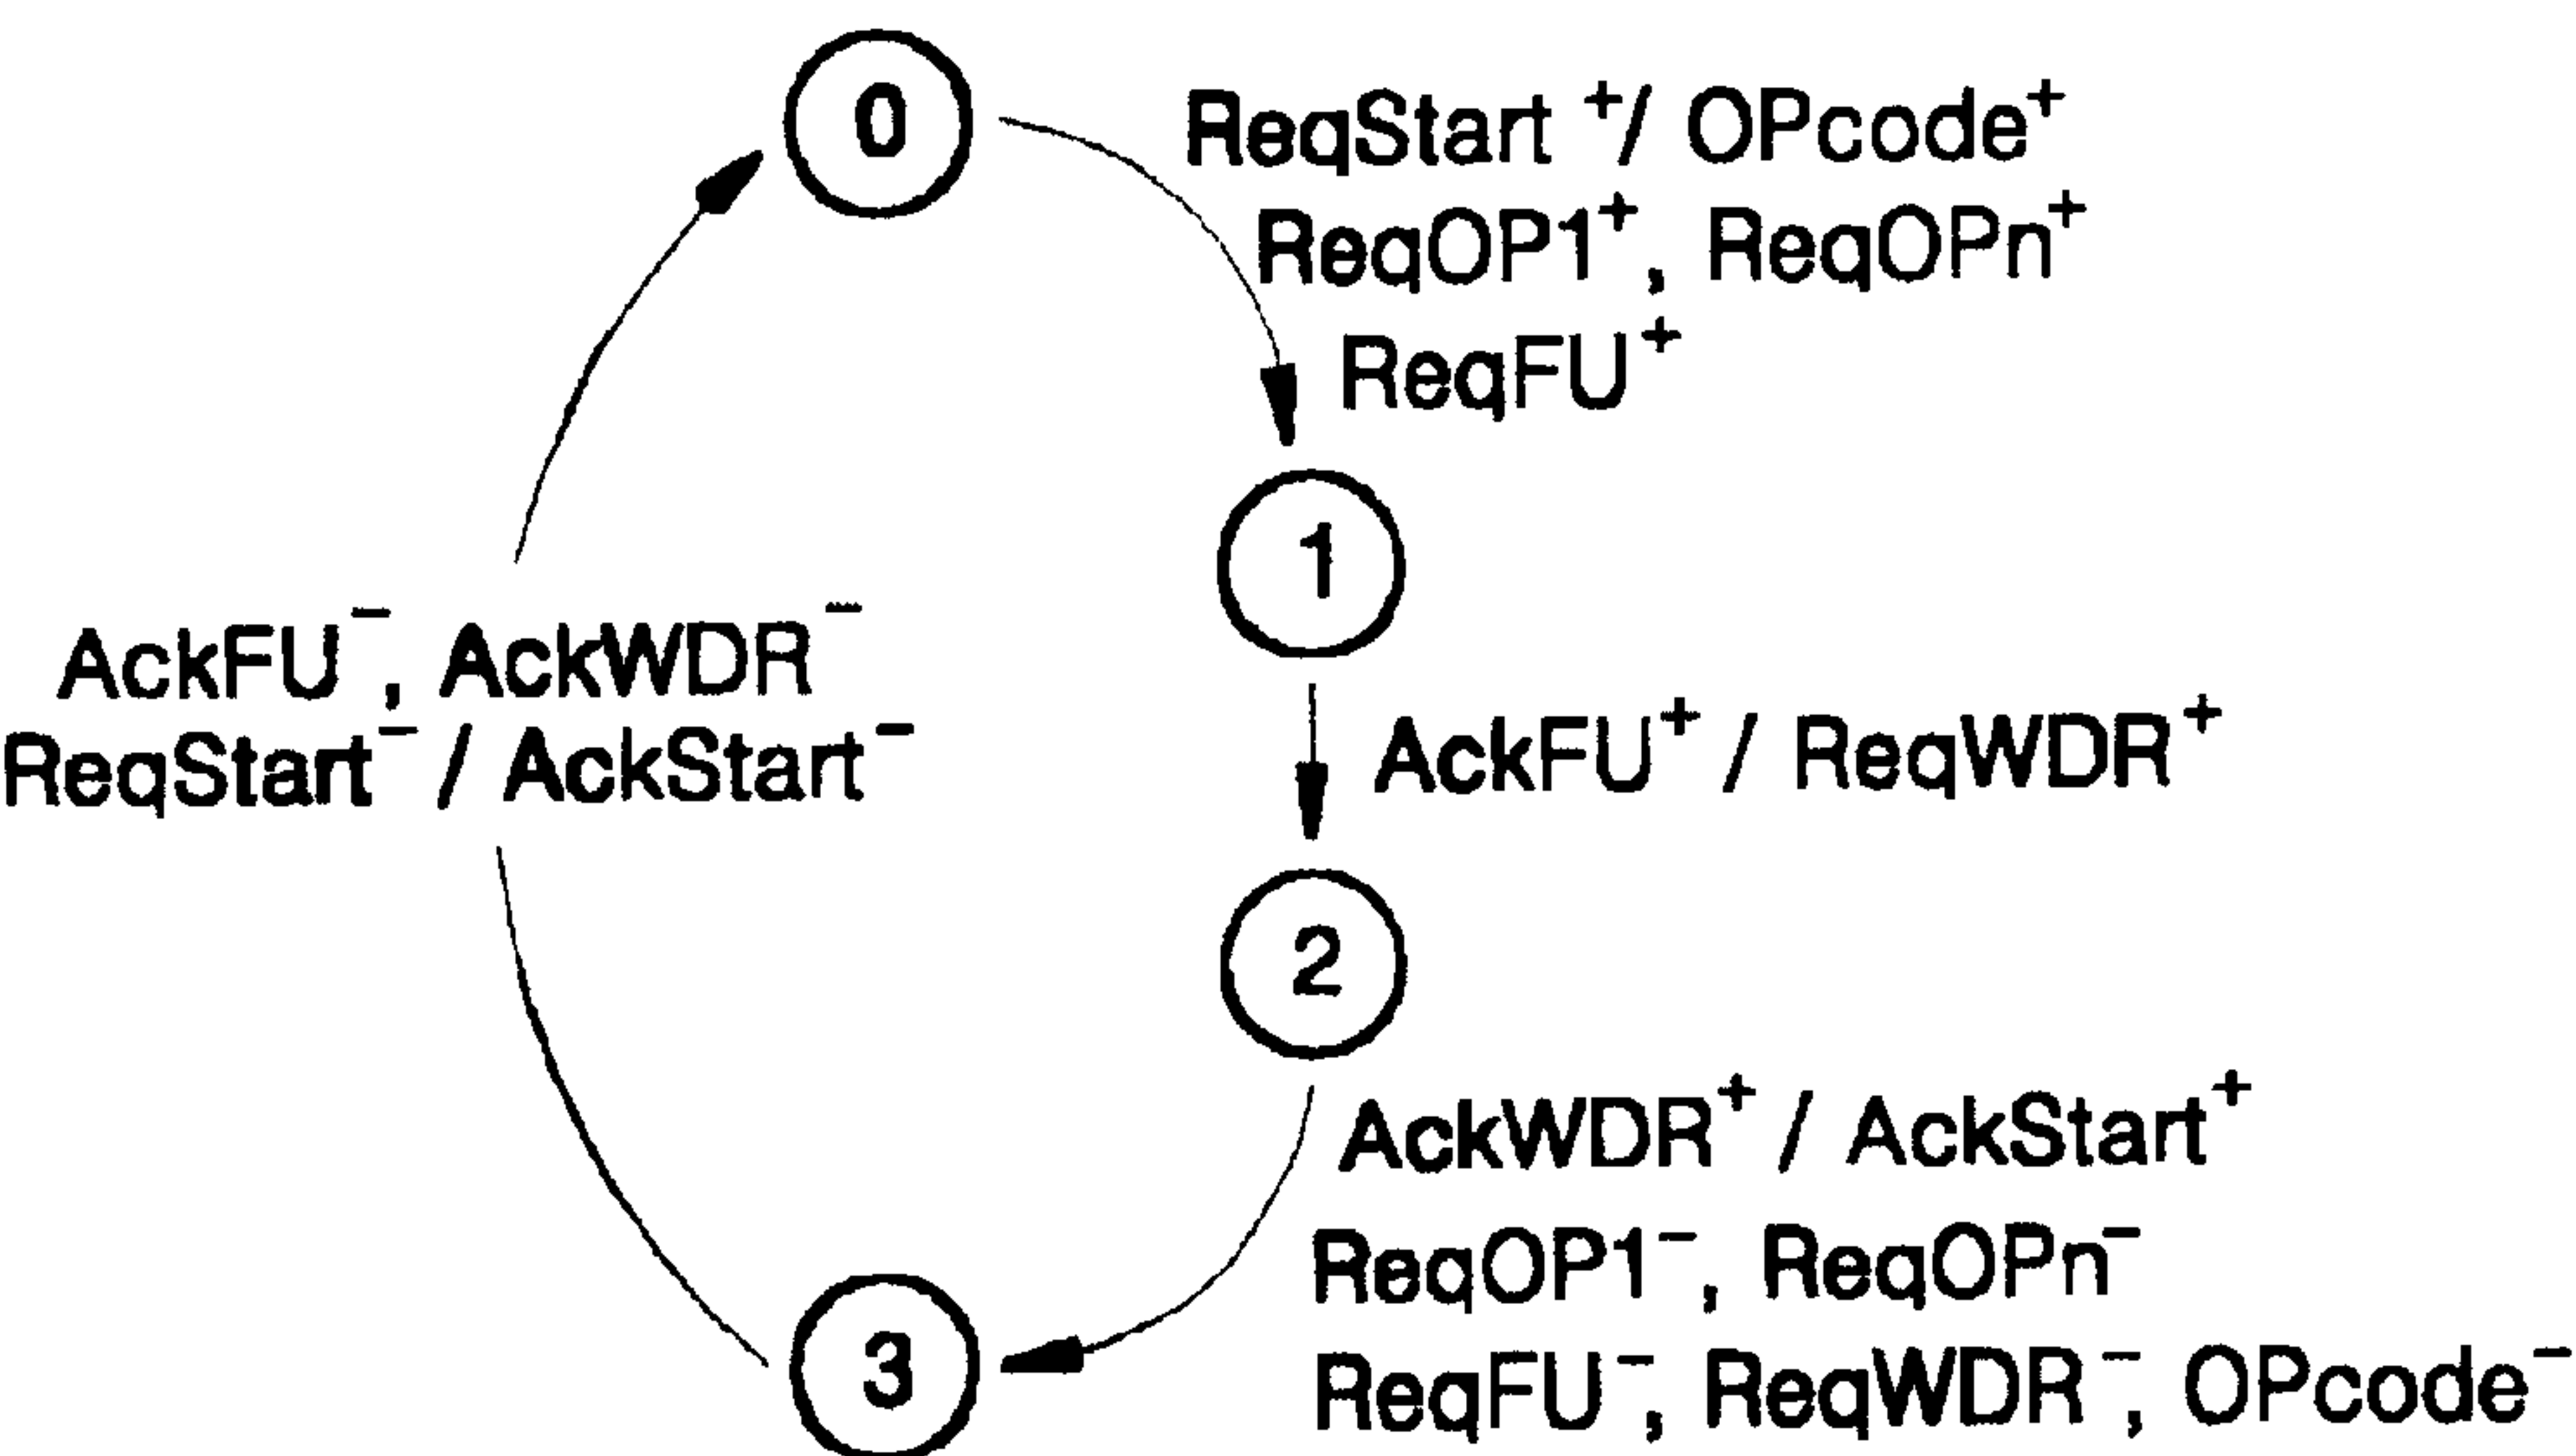 0
ReqStart⁺/ OPcode⁺
ReqOP1⁺, ReqOPn⁺
ReqFU⁺
1
AckFU⁻, AckWDR⁻
ReqStart⁻ / AckStart⁻
AckFU⁺ / ReqWDR⁺
2
AckWDR⁺ / AckStart⁺
ReqOP1⁻, ReqOPn⁻
3
ReqFU⁻, ReqWDR⁻, OPcode⁻